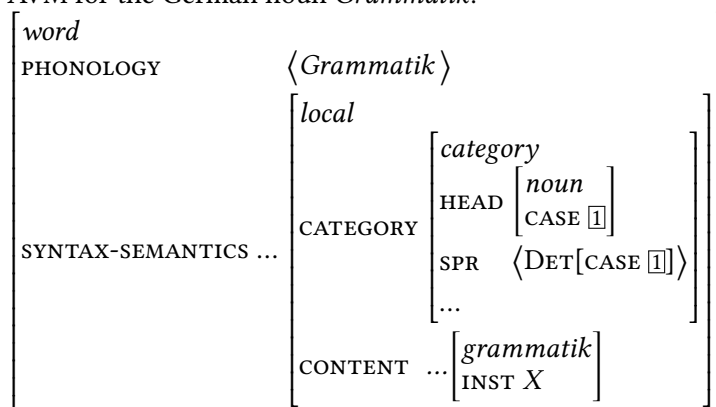 AVM for the German noun Grammatik:
word
PHONOLOGY ⟨Grammatik⟩
local
category
HEAD noun
CASE 1
CATEGORY
SPR ⟨DET[CASE 1]⟩
SYNTAX-SEMANTICS ...
...
grammatik
CONTENT ...
INST X